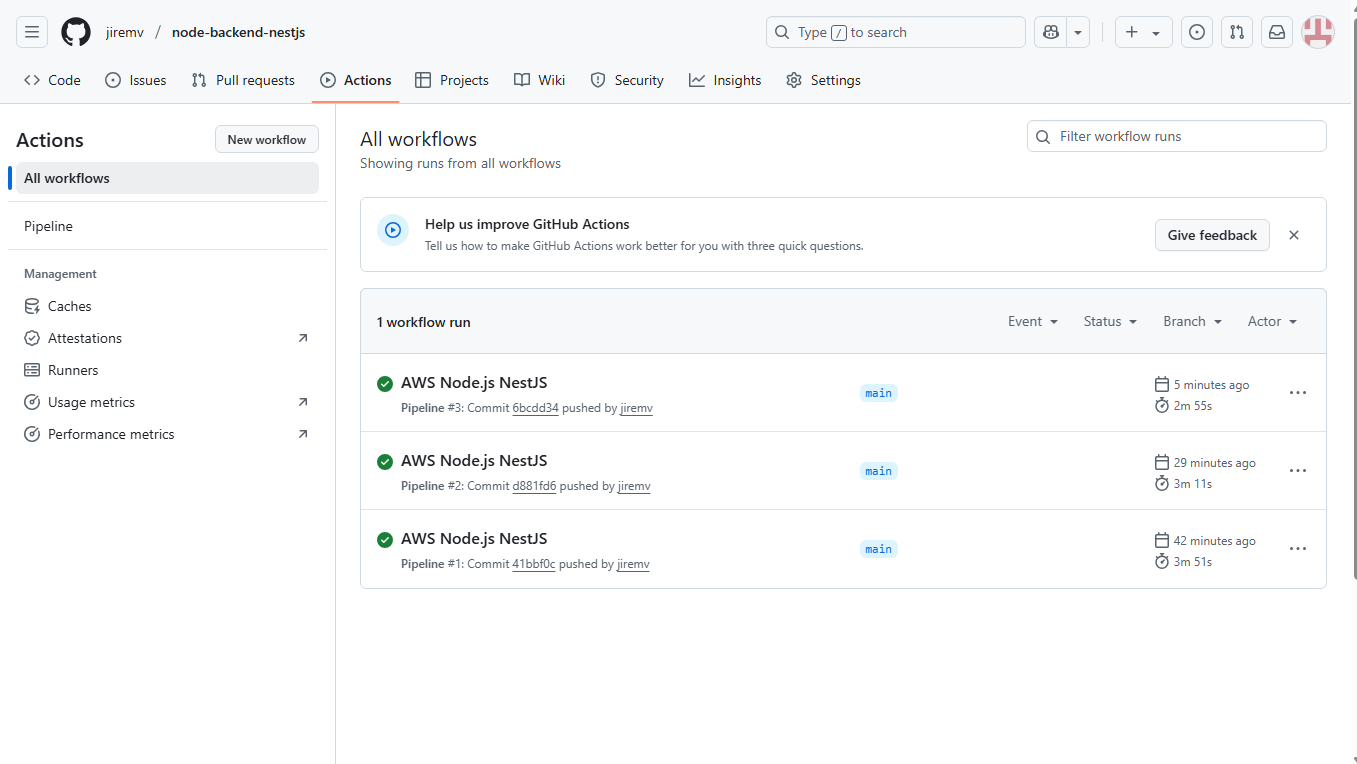 jiremv / node-backend-nestjs
Type / to search
Code
Issues
Pull requests
Actions
Projects
Wiki
Security
Insights
Settings
Actions
New workflow
All workflows
Pipeline
Management
Caches
Attestations
Runners
Usage metrics
Performance metrics
All workflows
Showing runs from all workflows
Filter workflow runs
Help us improve GitHub Actions
Tell us how to make GitHub Actions work better for you with three quick questions.
Give feedback
1 workflow run
Event
Status
Branch
Actor
AWS Node.js NestJS
Pipeline #3: Commit 6bcdd34 pushed by jiremv
main
5 minutes ago
2m 55s
AWS Node.js NestJS
Pipeline #2: Commit d881fd6 pushed by jiremv
main
29 minutes ago
3m 11s
AWS Node.js NestJS
Pipeline #1: Commit 41bbf0c pushed by jiremv
main
42 minutes ago
3m 51s